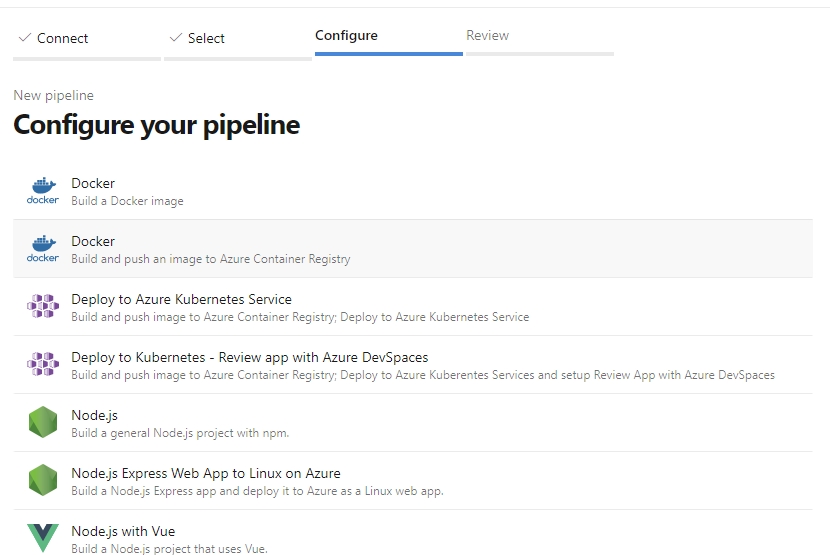 Connect
Select
Configure
Review
New pipeline
Configure your pipeline
docker
Docker
Build a Docker image
docker
Docker
Build and push an image to Azure Container Registry
Deploy to Azure Kubernetes Service
Build and push image to Azure Container Registry; Deploy to Azure Kubernetes Service
Deploy to Kubernetes - Review app with Azure DevSpaces
Build and push image to Azure Container Registry; Deploy to Azure Kuberentes Services and setup Review App with Azure DevSpaces
Node.js
Build a general Node.js project with npm.
Node.js Express Web App to Linux on Azure
Build a Node.js Express app and deploy it to Azure as a Linux web app.
Node.js with Vue
Build a Node.js project that uses Vue.